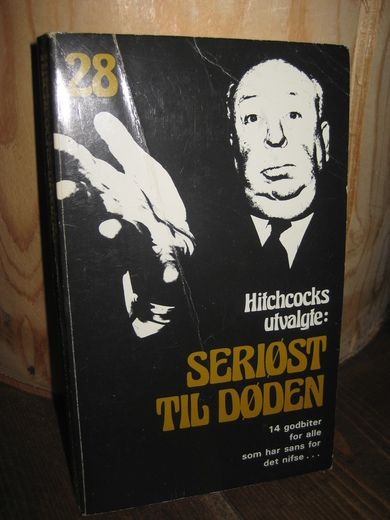 28
Hitchcocks
utvalgte:
SERIØST
TIL DØDEN
14 godbiter
for alle
som har sans for
det nifse...